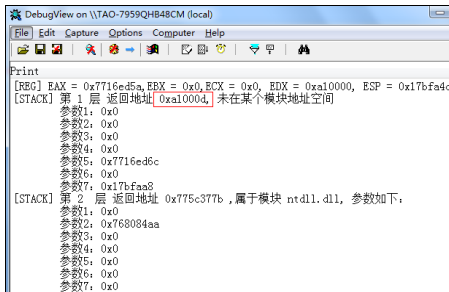 DebugView on \\TAO-7959QHB48CM (local)
File Edit Capture Options Computer Help
Print
[REG] EAX = 0x7716ed5a,EBX = 0x0,ECX = 0x0, EDX = 0xa10000, ESP = 0x17bfa4c
[STACK] 第 1 层 返回地址 0xa1000d, 未在某个模块地址空间
参数1: 0x0
参数2: 0x0
参数3: 0x0
参数4: 0x0
参数5: 0x7716ed6c
参数6: 0x0
参数7: 0x17bfaa8
[STACK] 第 2 层 返回地址 0x775c377b ,属于模块 ntdll.dll, 参数如下:
参数1: 0x0
参数2: 0x768084aa
参数3: 0x0
参数4: 0x0
参数5: 0x0
参数6: 0x0
参数7: 0x0